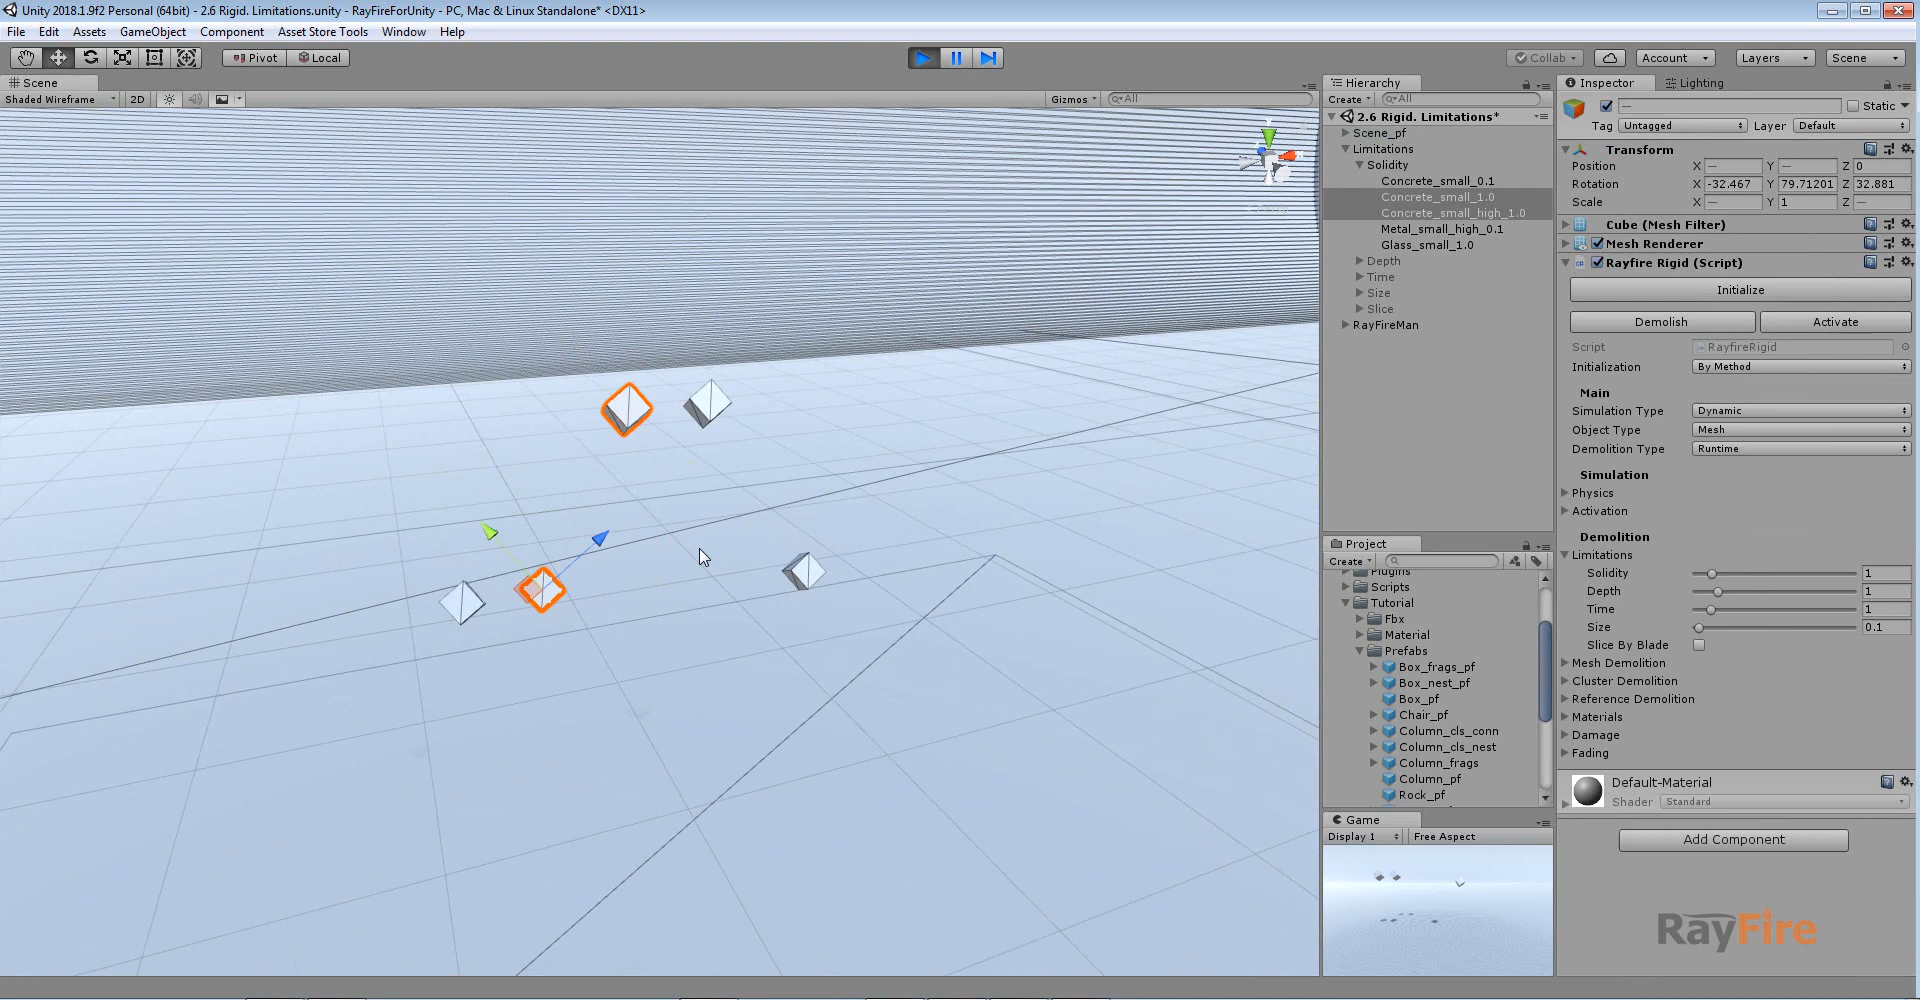 Unity 2018.1.9f2 Personal (64bit) - 2.6 Rigid. Limitations.unity - RayFireForUnity - PC, Mac & Linux Standalone* <DX11>
File Edit Assets GameObject Component Asset Store Tools Window Help
Pivot Local Collab Account Layers Scene
Scene
Shaded Wireframe 2D Gizmos All
Hierarchy
Create All
2.6 Rigid. Limitations*
Scene_pf
Limitations
Solidity
Concrete_small_0.1
Concrete_small_1.0
Concrete_small_high_1.0
Metal_small_high_0.1
Glass_small_1.0
Depth
Time
Size
Slice
RayFireMan
Project
Create
Plugins
Scripts
Tutorial
Fbx
Material
Prefabs
Box_frags_pf
Box_nest_pf
Box_pf
Chair_pf
Column_cls_conn
Column_cls_nest
Column_frags
Column_pf
Rock_pf
Game
Display 1 Free Aspect
Inspector Lighting
— Static
Tag Untagged Layer Default
Transform
Position X — Y — Z 0
Rotation X -32.467 Y 79.71201 Z 32.881
Scale X — Y 1 Z —
Cube (Mesh Filter)
Mesh Renderer
Rayfire Rigid (Script)
Initialize
Demolish Activate
Script RayfireRigid
Initialization By Method
Main
Simulation Type Dynamic
Object Type Mesh
Demolition Type Runtime
Simulation
Physics
Activation
Demolition
Limitations
Solidity 1
Depth 1
Time 1
Size 0.1
Slice By Blade
Mesh Demolition
Cluster Demolition
Reference Demolition
Materials
Damage
Fading
Default-Material
Shader Standard
Add Component
RayFire